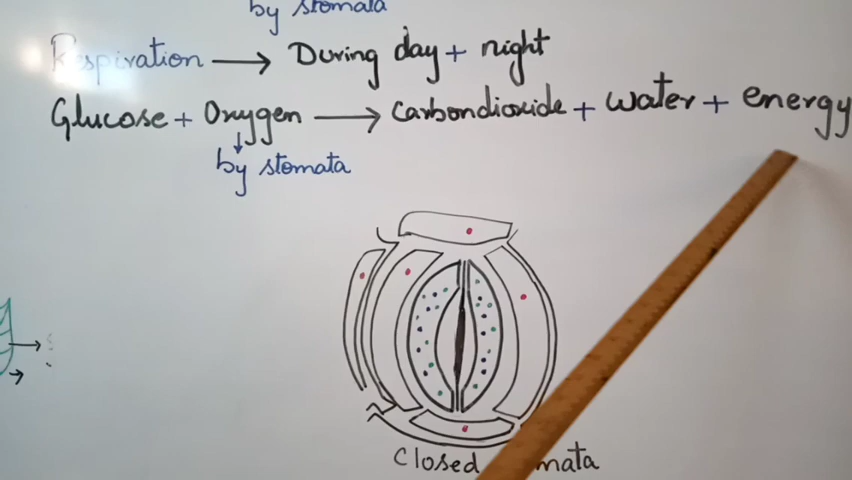 by stomata
Respiration → During day + night
Glucose + Oxygen → Carbondioxide + Water + energy
by stomata
Closed mata